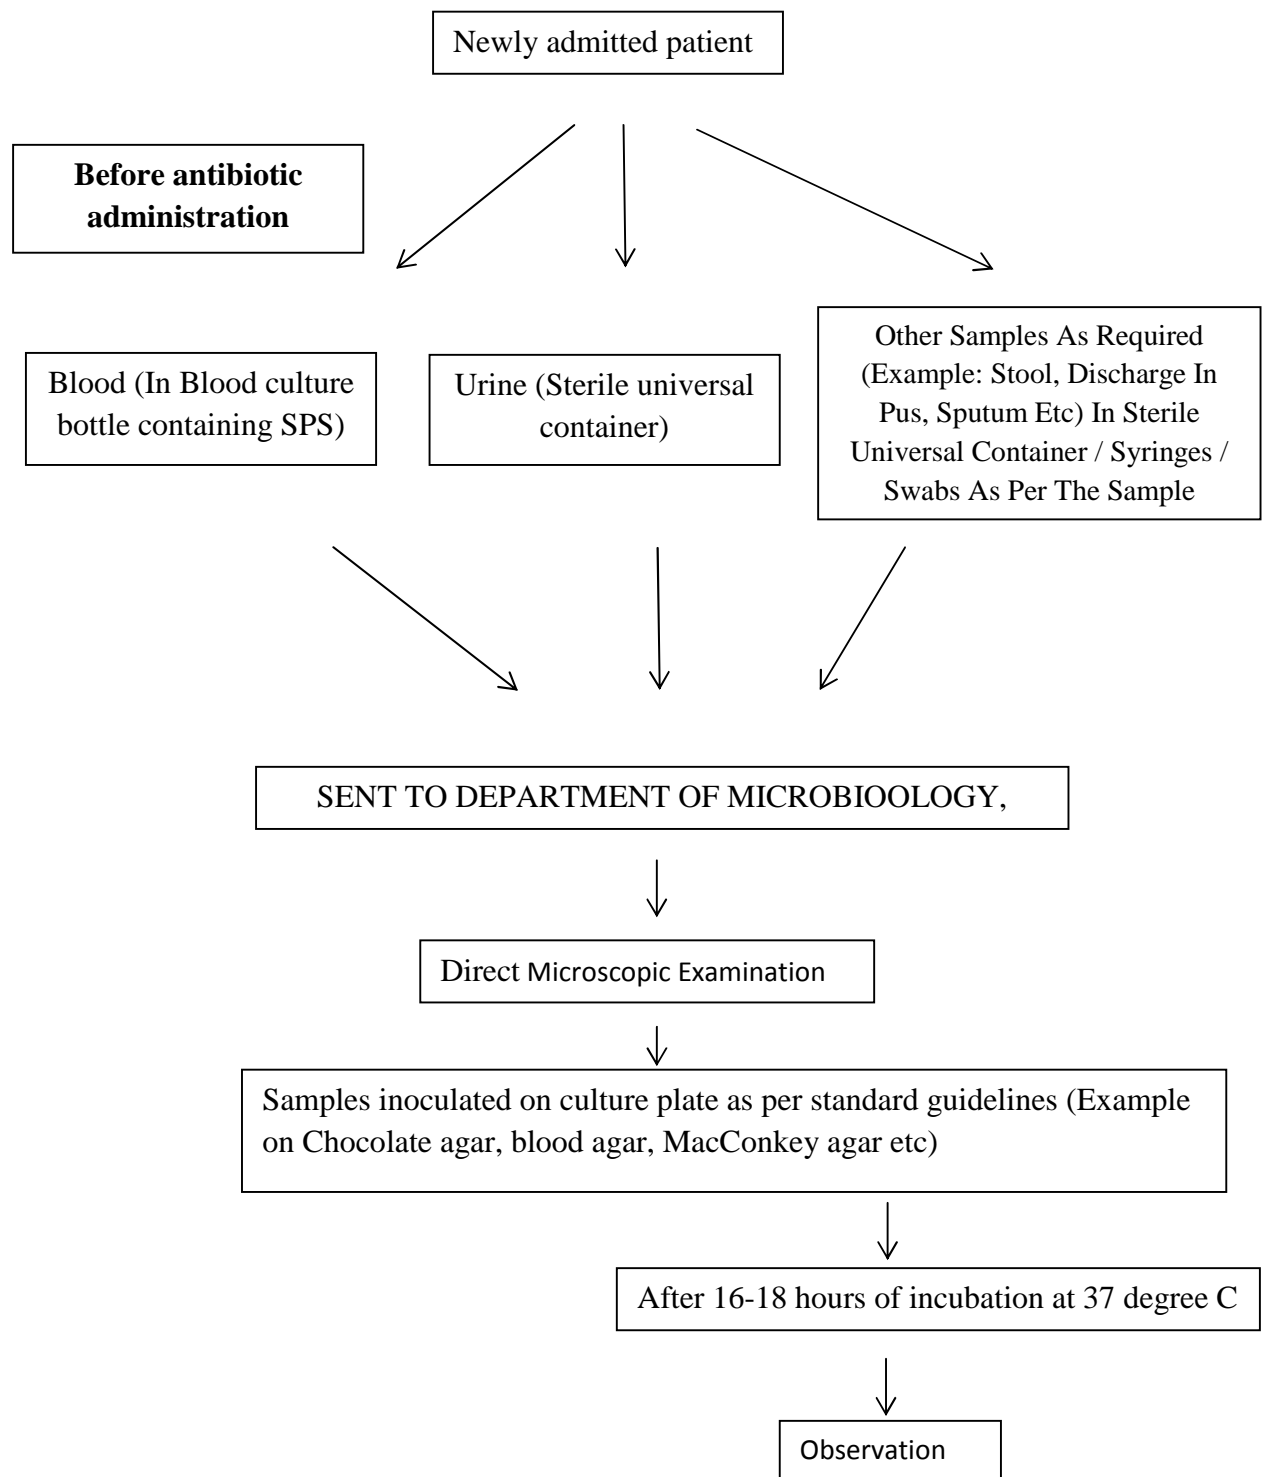 Newly admitted patient
Before antibiotic
administration
Blood (In Blood culture
bottle containing SPS)
Urine (Sterile universal
container)
Other Samples As Required
(Example: Stool, Discharge In
Pus, Sputum Etc) In Sterile
Universal Container / Syringes /
Swabs As Per The Sample
SENT TO DEPARTMENT OF MICROBIOOLOGY,
Direct Microscopic Examination
Samples inoculated on culture plate as per standard guidelines (Example
on Chocolate agar, blood agar, MacConkey agar etc)
After 16-18 hours of incubation at 37 degree C
Observation